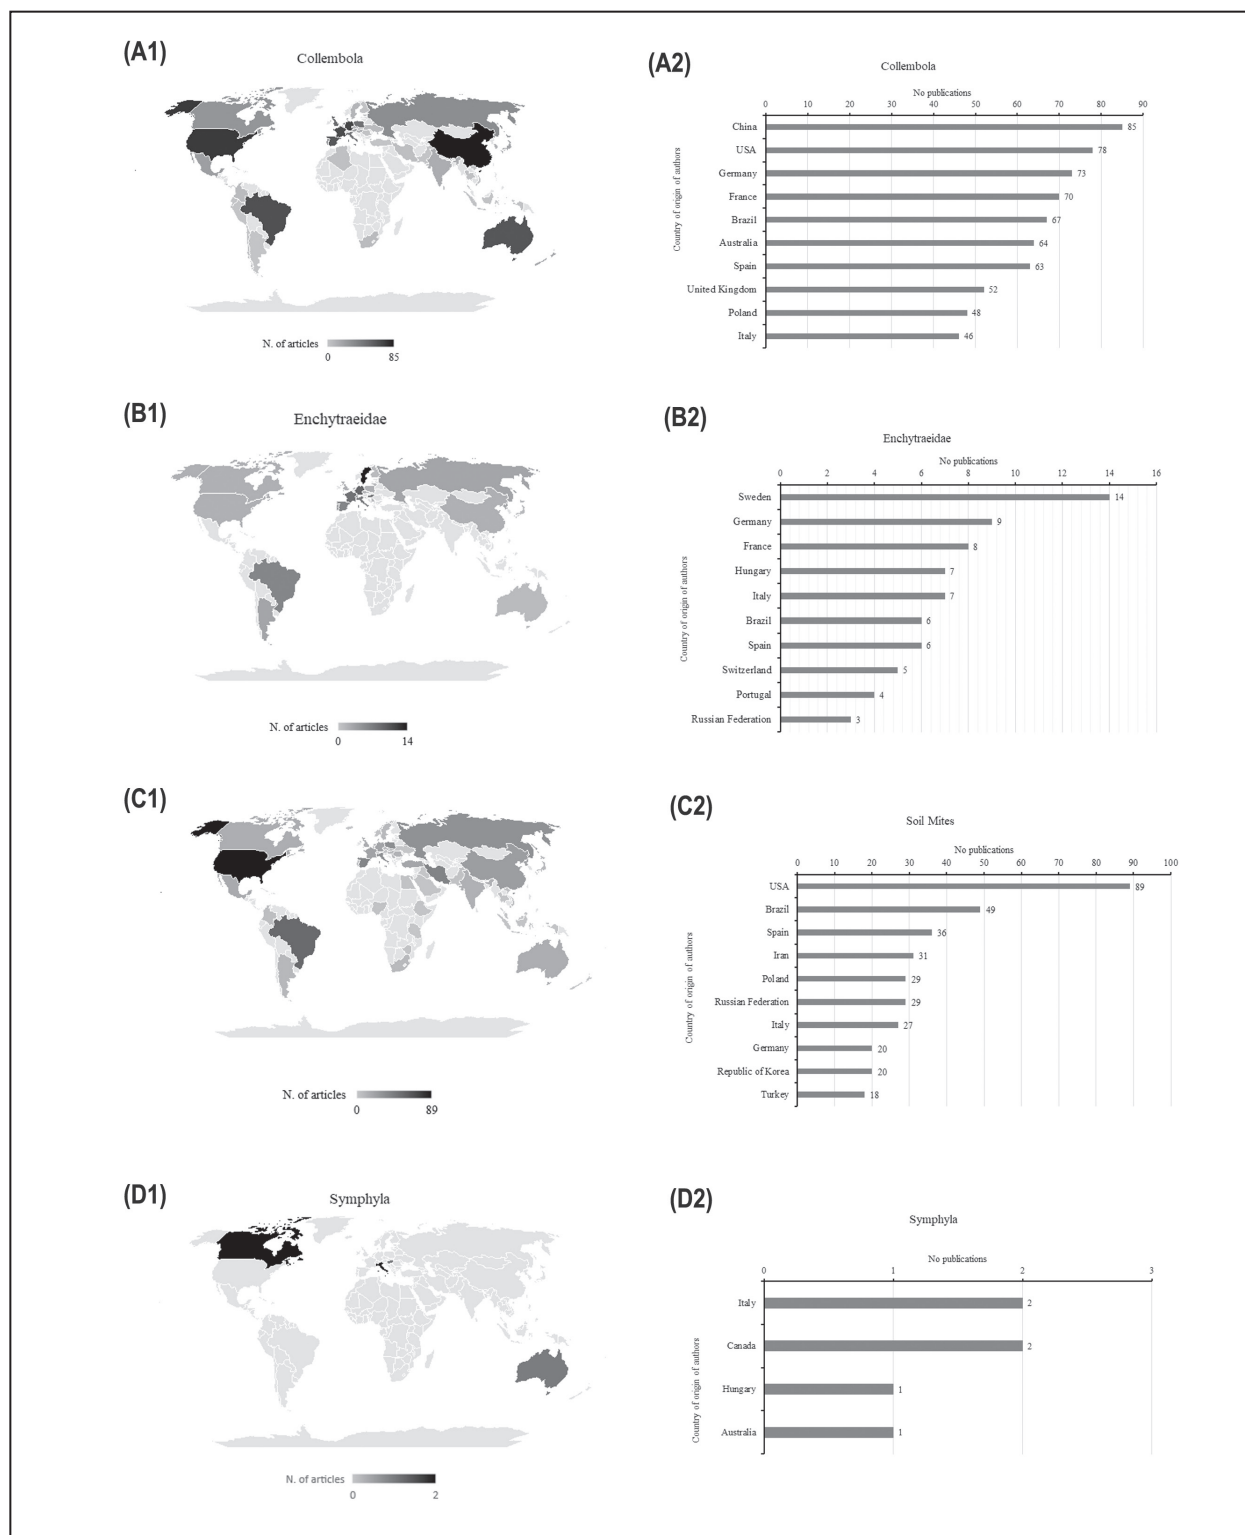 (A1)
Collembola
N. of articles
0 85
(A2)
Collembola
No publications
0 10 20 30 40 50 60 70 80 90
Country of origin of authors
China 85
USA 78
Germany 73
France 70
Brazil 67
Australia 64
Spain 63
United Kingdom 52
Poland 48
Italy 46
(B1)
Enchytraeidae
N. of articles
0 14
(B2)
Enchytraeidae
No publications
0 2 4 6 8 10 12 14 16
Country of origin of authors
Sweden 14
Germany 9
France 8
Hungary 7
Italy 7
Brazil 6
Spain 6
Switzerland 5
Portugal 4
Russian Federation 3
(C1)
N. of articles
0 89
(C2)
Soil Mites
No publications
0 10 20 30 40 50 60 70 80 90 100
Country of origin of authors
USA 89
Brazil 49
Spain 36
Iran 31
Poland 29
Russian Federation 29
Italy 27
Germany 20
Republic of Korea 20
Turkey 18
(D1)
Symphyla
N. of articles
0 2
(D2)
Symphyla
No publications
0 1 2 3
Country of origin of authors
Italy 2
Canada 2
Hungary 1
Australia 1